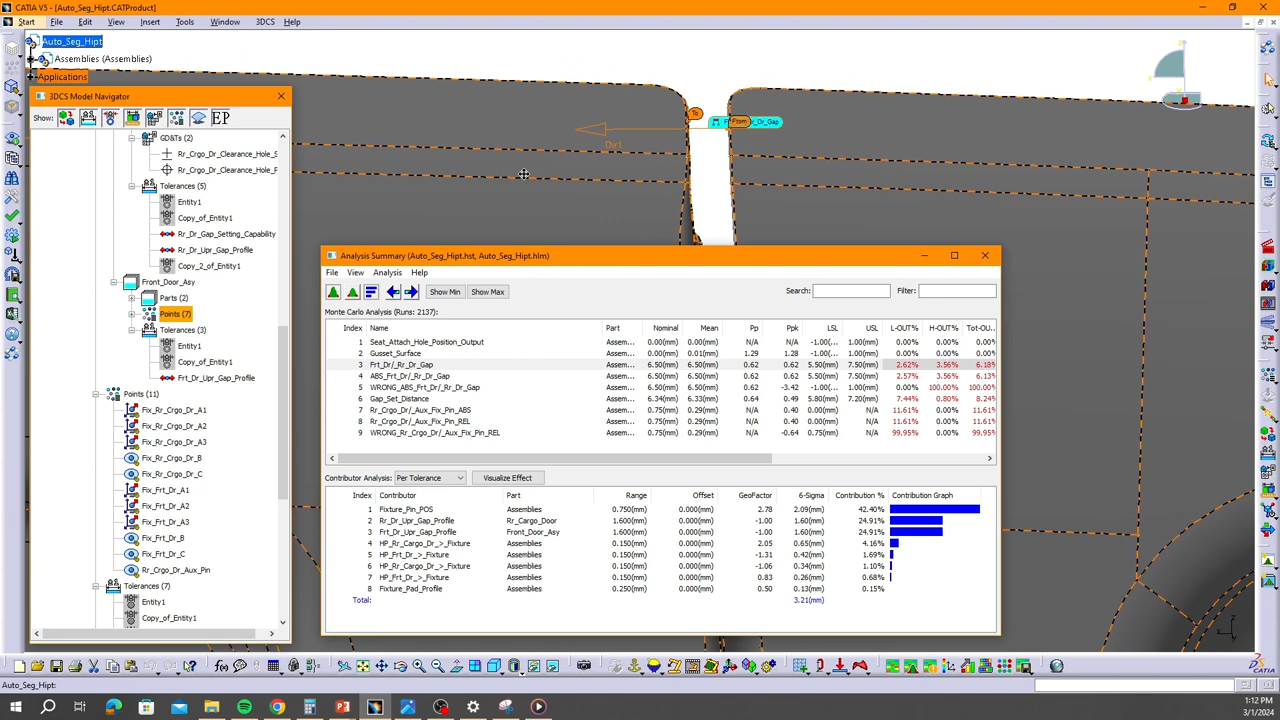 CATIA V5 - [Auto_Seg_Hipt.CATProduct]
Start File Edit View Insert Tools Window 3DCS Help
Auto_Seg_Hipt
Assemblies (Assemblies)
Applications
3DCS Model Navigator
Show: EP
GD&Ts (2)
Rr_Crgo_Dr_Clearance_Hole_S
Rr_Crgo_Dr_Clearance_Hole_F
Tolerances (5)
Entity1
Copy_of_Entity1
Rr_Dr_Gap_Setting_Capability
Rr_Dr_Upr_Gap_Profile
Copy_2_of_Entity1
Front_Door_Asy
Parts (2)
Points (7)
Tolerances (3)
Entity1
Copy_of_Entity1
Frt_Dr_Upr_Gap_Profile
Points (11)
Fix_Rr_Crgo_Dr_A1
Fix_Rr_Crgo_Dr_A2
Fix_Rr_Crgo_Dr_A3
Fix_Rr_Crgo_Dr_B
Fix_Rr_Crgo_Dr_C
Fix_Frt_Dr_A1
Fix_Frt_Dr_A2
Fix_Frt_Dr_A3
Fix_Frt_Dr_B
Fix_Frt_Dr_C
Rr_Crgo_Dr_Aux_Pin
Tolerances (7)
Entity1
Copy_of_Entity1
To
From
_Dr_Gap
Dir1
Analysis Summary (Auto_Seg_Hipt.hst, Auto_Seg_Hipt.hlm)
File View Analysis Help
Show Min Show Max Search: Filter:
Monte Carlo Analysis (Runs: 2137):
Index Name Part Nominal Mean Pp Ppk LSL USL L-OUT% H-OUT% Tot-OU...
1 Seat_Attach_Hole_Position_Output Assem... 0.00(mm) 0.00(mm) N/A N/A -1.00(... 1.00(mm) 0.00% 0.00% 0.00%
2 Gusset_Surface Assem... 0.00(mm) 0.01(mm) 1.29 1.28 -1.00(... 1.00(mm) 0.00% 0.00% 0.00%
3 Frt_Dr/_Rr_Dr_Gap Assem... 6.50(mm) 6.50(mm) 0.62 0.62 5.50(mm) 7.50(mm) 2.62% 3.56% 6.18%
4 ABS_Frt_Dr/_Rr_Dr_Gap Assem... 6.50(mm) 6.50(mm) 0.62 0.62 5.50(mm) 7.50(mm) 2.57% 3.56% 6.13%
5 WRONG_ABS_Frt_Dr/_Rr_Dr_Gap Assem... 6.50(mm) 6.50(mm) 0.62 -3.42 -1.00(... 1.00(mm) 0.00% 100.00% 100.00%
6 Gap_Set_Distance Assem... 6.34(mm) 6.33(mm) 0.64 0.49 5.80(mm) 7.20(mm) 7.44% 0.80% 8.24%
7 Rr_Crgo_Dr/_Aux_Fix_Pin_ABS Assem... 0.75(mm) 0.29(mm) N/A 0.40 0.00(mm) N/A 11.61% 0.00% 11.61%
8 Rr_Crgo_Dr/_Aux_Fix_Pin_REL Assem... 0.75(mm) 0.29(mm) N/A 0.40 0.00(mm) N/A 11.61% 0.00% 11.61%
9 WRONG_Rr_Crgo_Dr/_Aux_Fix_Pin_REL Assem... 0.75(mm) 0.29(mm) N/A -0.64 0.75(mm) N/A 99.95% 0.00% 99.95%
Contributor Analysis: Per Tolerance Visualize Effect
Index Contributor Part Range Offset GeoFactor 6-Sigma Contribution % Contribution Graph
1 Fixture_Pin_POS Assemblies 0.750(mm) 0.000(mm) 2.78 2.09(mm) 42.40%
2 Rr_Dr_Upr_Gap_Profile Rr_Cargo_Door 1.600(mm) 0.000(mm) -1.00 1.60(mm) 24.91%
3 Frt_Dr_Upr_Gap_Profile Front_Door_Asy 1.600(mm) 0.000(mm) -1.00 1.60(mm) 24.91%
4 HP_Rr_Cargo_Dr_>_Fixture Assemblies 0.150(mm) 0.000(mm) 2.05 0.65(mm) 4.16%
5 HP_Frt_Dr_>_Fixture Assemblies 0.150(mm) 0.000(mm) -1.31 0.42(mm) 1.69%
6 HP_Rr_Cargo_Dr_>_Fixture Assemblies 0.150(mm) 0.000(mm) -1.06 0.34(mm) 1.10%
7 HP_Frt_Dr_>_Fixture Assemblies 0.150(mm) 0.000(mm) 0.83 0.26(mm) 0.68%
8 Fixture_Pad_Profile Assemblies 0.250(mm) 0.000(mm) 0.50 0.13(mm) 0.15%
Total: 3.21(mm)
Auto_Seg_Hipt:
1:12 PM
3/1/2024